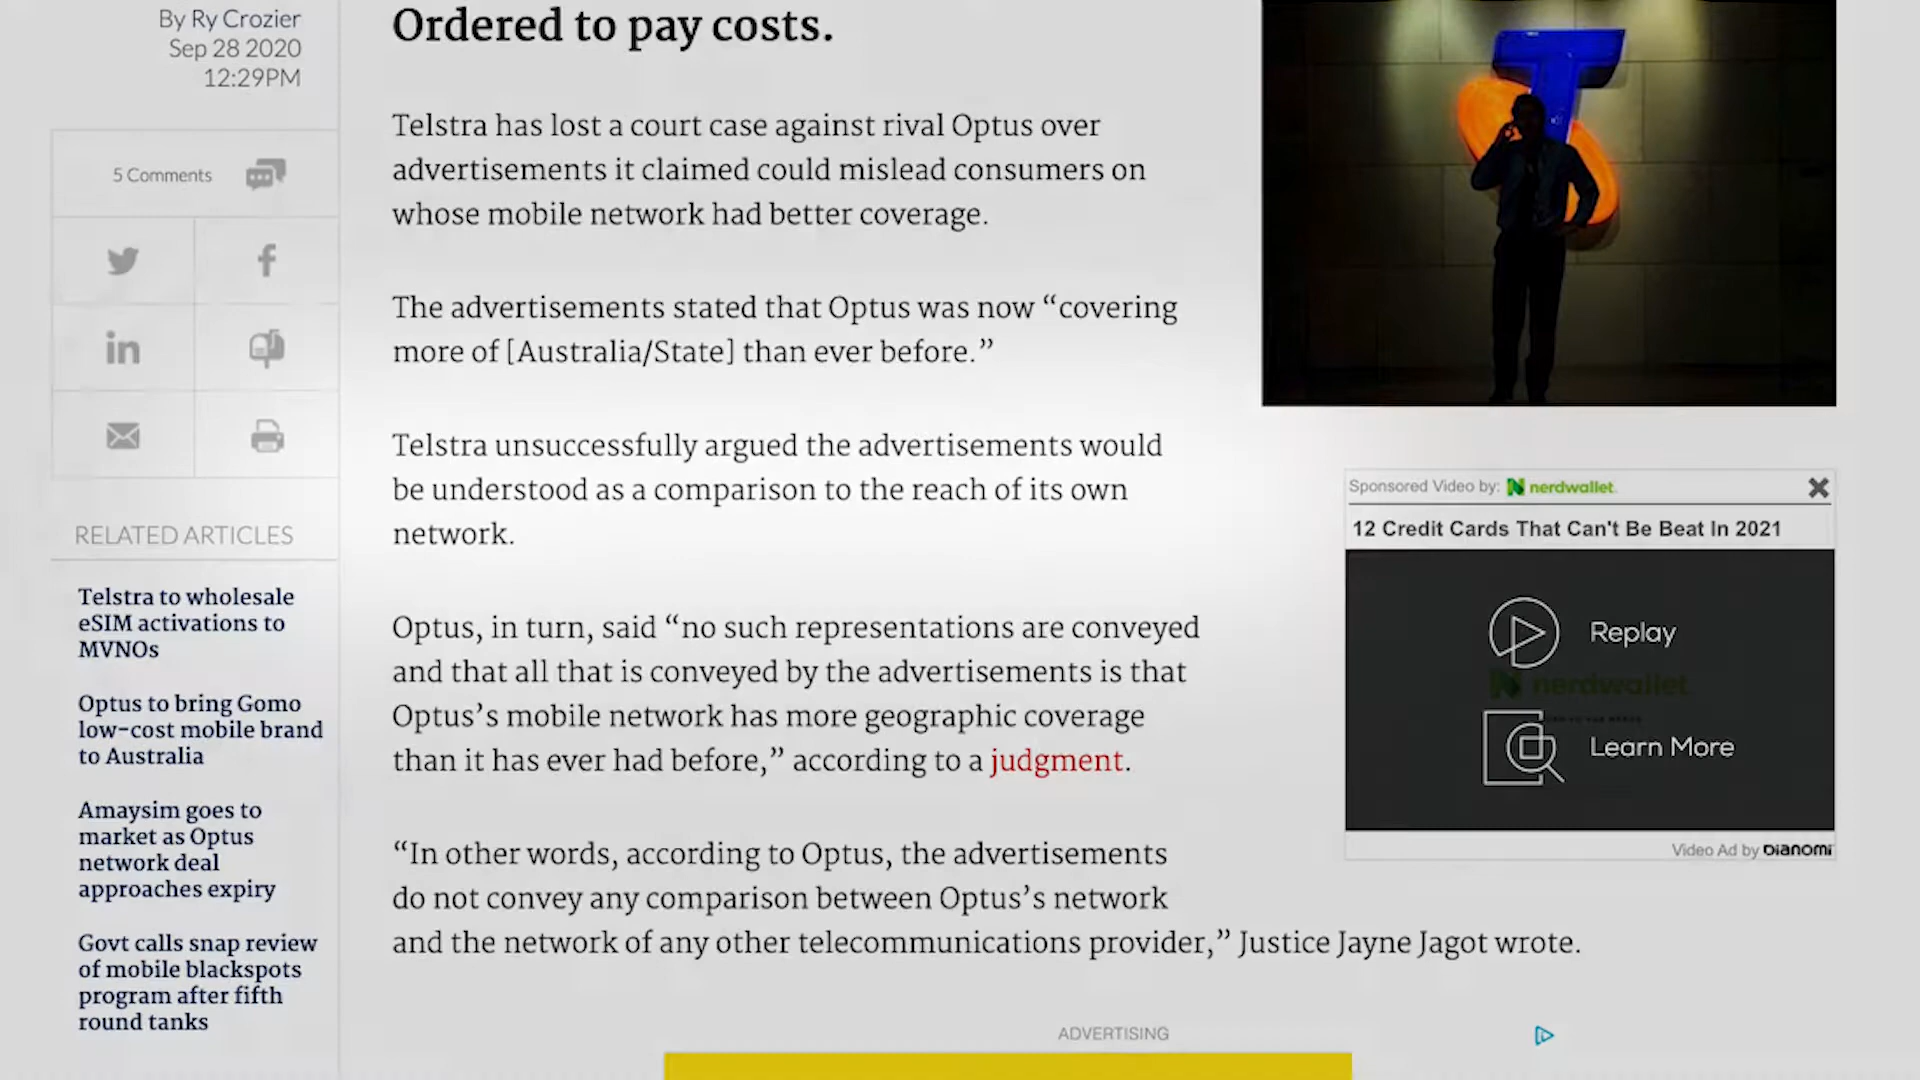 By Ry Crozier
Sep 28 2020
12:29PM
5 Comments
RELATED ARTICLES
Telstra to wholesale
eSIM activations to
MVNOs
Optus to bring Gomo
low-cost mobile brand
to Australia
Amaysim goes to
market as Optus
network deal
approaches expiry
Govt calls snap review
of mobile blackspots
program after fifth
round tanks
Ordered to pay costs.
Telstra has lost a court case against rival Optus over
advertisements it claimed could mislead consumers on
whose mobile network had better coverage.
The advertisements stated that Optus was now “covering
more of [Australia/State] than ever before.”
Telstra unsuccessfully argued the advertisements would
be understood as a comparison to the reach of its own
network.
Optus, in turn, said “no such representations are conveyed
and that all that is conveyed by the advertisements is that
Optus’s mobile network has more geographic coverage
than it has ever had before,” according to a judgment.
“In other words, according to Optus, the advertisements
do not convey any comparison between Optus’s network
and the network of any other telecommunications provider,” Justice Jayne Jagot wrote.
Sponsored Video by: nerdwallet
12 Credit Cards That Can't Be Beat In 2021
Replay
nerdwallet
Learn More
Video Ad by DIANOMI
ADVERTISING